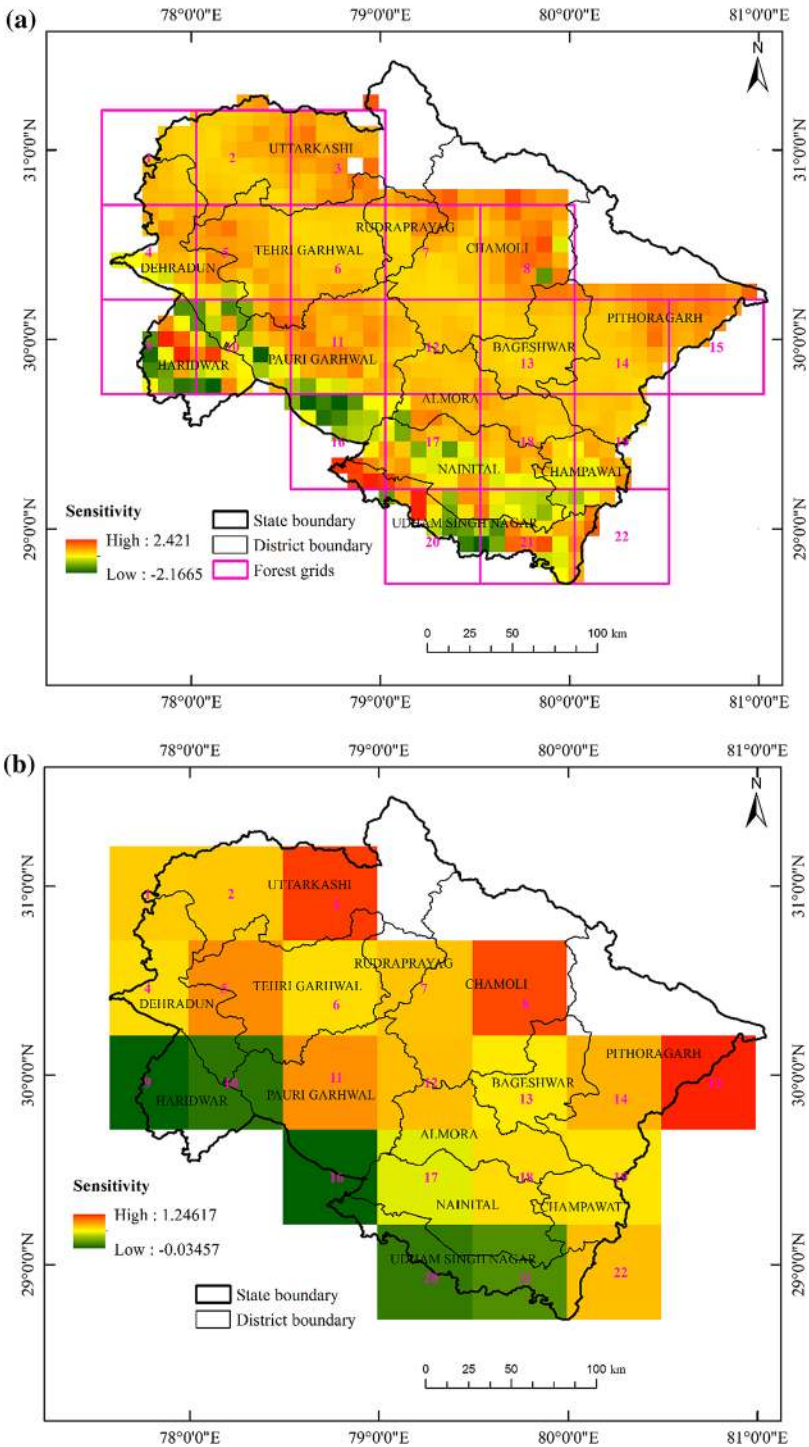 (a)
78°0'0"E 79°0'0"E 80°0'0"E 81°0'0"E
N
31°0'0"N 31°0'0"N
UTTARKASHI
2
3
RUDRAPRAYAG
CHAMOLI
4 5
TEHRI GARHWAL
7
8
DEHRADUN
6
PITHORAGARH
30°0'0"N 30°0'0"N
11
12
BAGESHWAR
15
HARIDWAR
PAURI GARHWAL
13
14
ALMORA
17 18
NAINITAL
CHAMPAWAT
Sensitivity
High : 2.421
Low : -2.1665
State boundary
District boundary
Forest grids
UDHAM SINGH NAGAR
20 21 22
29°0'0"N 29°0'0"N
0 25 50 100 km
78°0'0"E 79°0'0"E 80°0'0"E 81°0'0"E
(b)
78°0'0"E 79°0'0"E 80°0'0"E 81°0'0"E
N
31°0'0"N 31°0'0"N
1 2
UTTARKASHI
RUDRAPRAYAG
CHAMOLI
4 5
TEHRI GARHWAL
7
8
DEHRADUN
6
PITHORAGARH
30°0'0"N 30°0'0"N
9 10
11
12
BAGESHWAR
HARIDWAR
PAURI GARHWAL
13
14
ALMORA
16 17 18 19
NAINITAL
CHAMPAWAT
Sensitivity
High : 1.24617
Low : -0.03457
State boundary
District boundary
UDHAM SINGH NAGAR
20
22
29°0'0"N 29°0'0"N
0 25 50 100 km
78°0'0"E 79°0'0"E 80°0'0"E 81°0'0"E